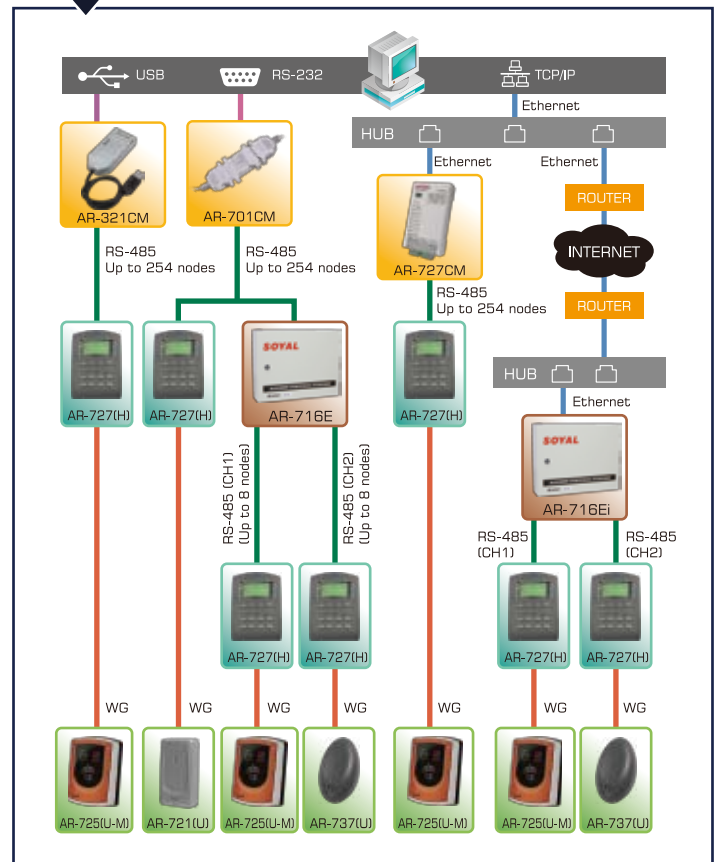 USB
RS-232
TCP/IP
Ethernet
HUB
Ethernet
Ethernet
AR-321CM
AR-701CM
AR-727CM
ROUTER
INTERNET
ROUTER
RS-485
Up to 254 nodes
RS-485
Up to 254 nodes
RS-485
Up to 254 nodes
HUB
Ethernet
AR-727(H)
AR-727(H)
SOYAL
AR-716E
AR-727(H)
SOYAL
AR-716Ei
RS-485 (CH1)
(Up to 8 nodes)
RS-485 (CH2)
(Up to 8 nodes)
RS-485
(CH1)
RS-485
(CH2)
AR-727(H)
AR-727(H)
AR-727(H)
AR-727(H)
WG
WG
WG
WG
WG
WG
WG
AR-725(U-M)
AR-721(U)
AR-725(U-M)
AR-737(U)
AR-725(U-M)
AR-725(U-M)
AR-737(U)